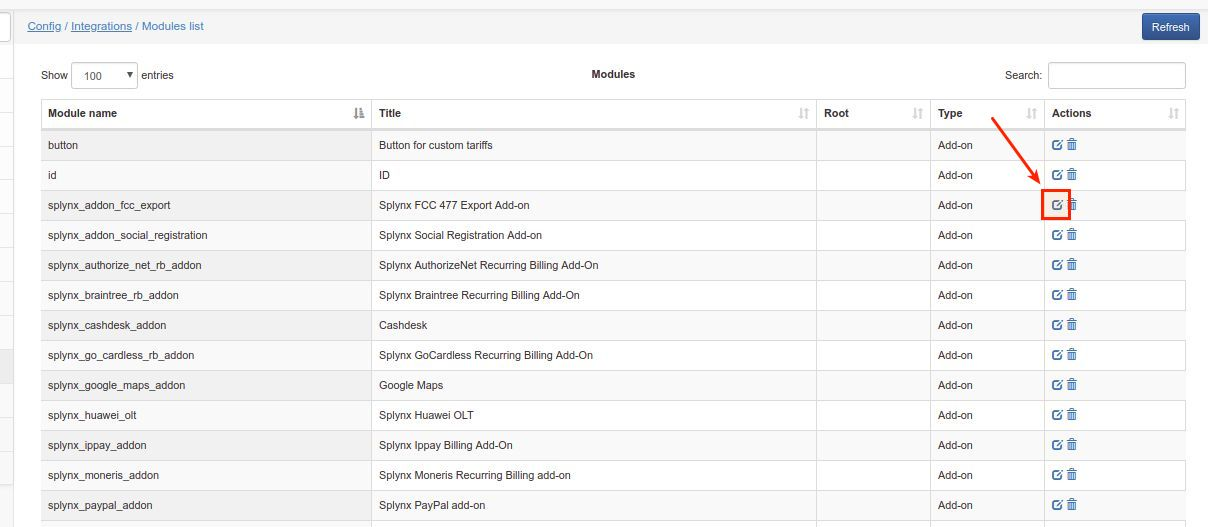 Config / Integrations / Modules list
Refresh
Show 100 entries
Modules
Search:
Module name Title Root Type Actions
button Button for custom tariffs Add-on
id ID Add-on
splynx_addon_fcc_export Splynx FCC 477 Export Add-on Add-on
splynx_addon_social_registration Splynx Social Registration Add-on Add-on
splynx_authorize_net_rb_addon Splynx AuthorizeNet Recurring Billing Add-On Add-on
splynx_braintree_rb_addon Splynx Braintree Recurring Billing Add-On Add-on
splynx_cashdesk_addon Cashdesk Add-on
splynx_go_cardless_rb_addon Splynx GoCardless Recurring Billing Add-On Add-on
splynx_google_maps_addon Google Maps Add-on
splynx_huawei_olt Splynx Huawei OLT Add-on
splynx_ippay_addon Splynx Ippay Billing Add-On Add-on
splynx_moneris_addon Splynx Moneris Recurring Billing add-on Add-on
splynx_paypal_addon Splynx PayPal add-on Add-on